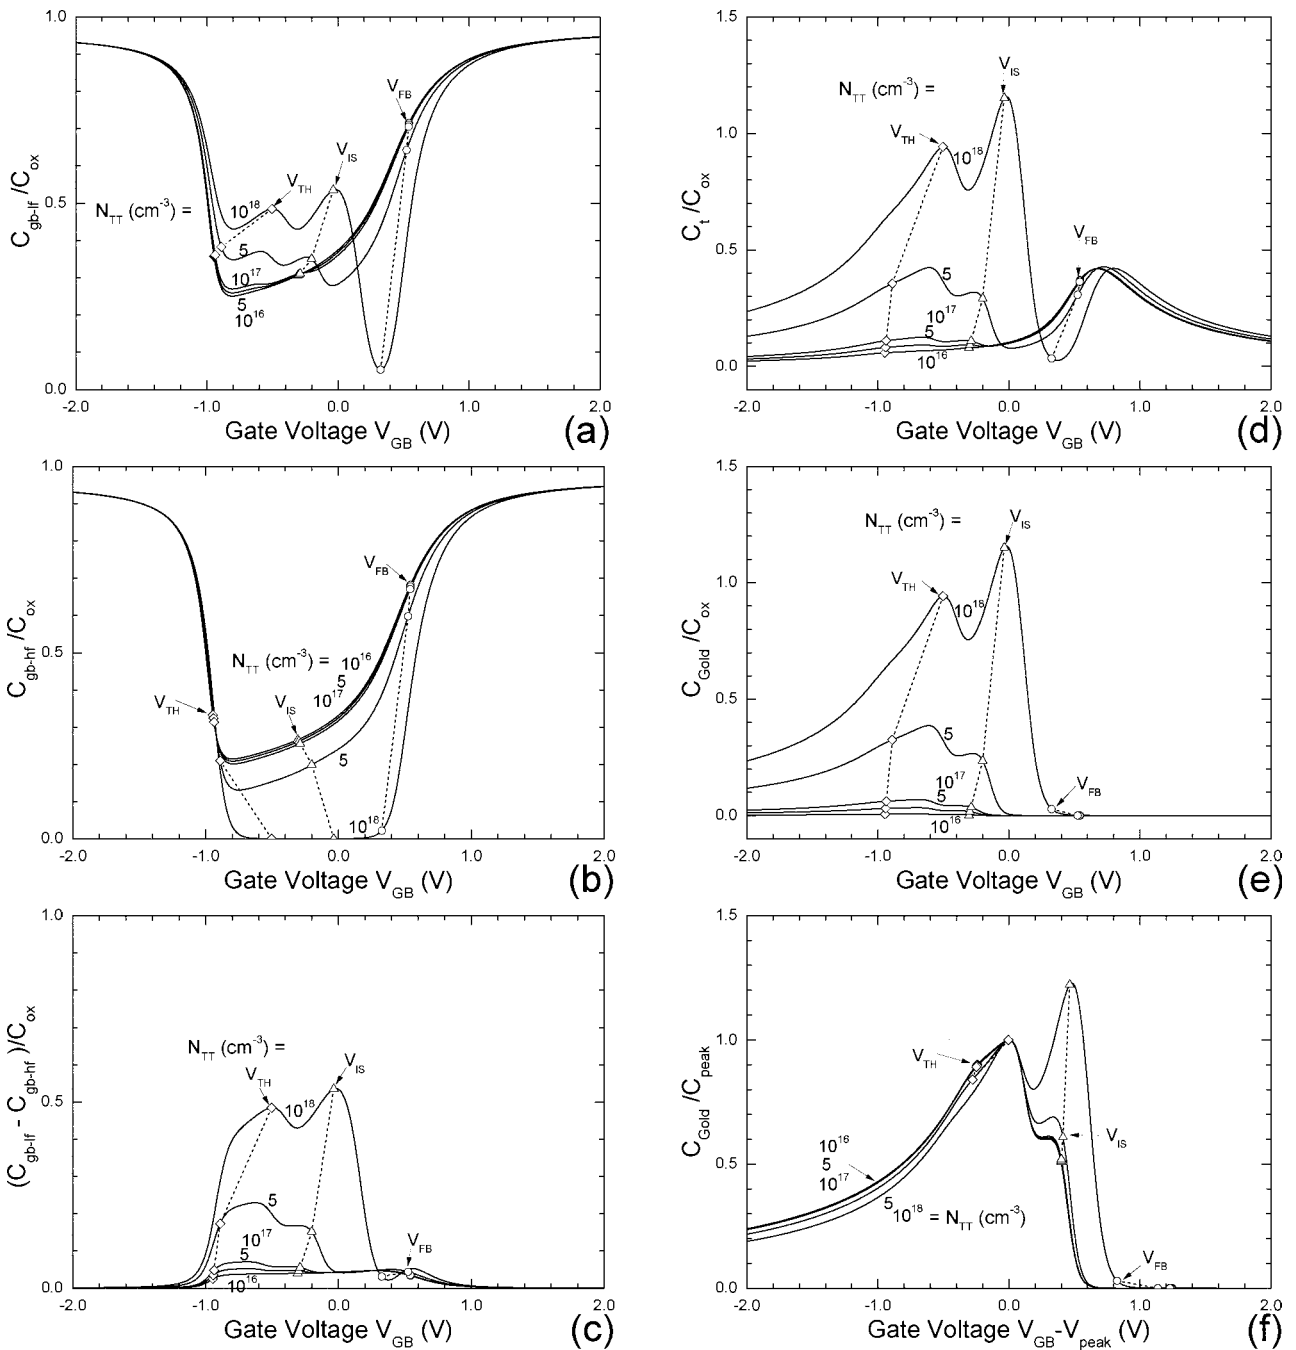 1.0
0.5
0.0
C_gb-lf /C_ox
V_FB
V_IS
V_TH
N_TT (cm^-3) =
10^18
5
10^17
5
10^16
-2.0 -1.0 0.0 1.0 2.0
Gate Voltage V_GB (V)
(a)
1.5
1.0
0.5
0.0
C_t /C_ox
N_TT (cm^-3) =
V_IS
V_TH
10^18
V_FB
5
10^17
5
10^16
-2.0 -1.0 0.0 1.0 2.0
Gate Voltage V_GB (V)
(d)
1.0
0.5
0.0
C_gb-hf /C_ox
V_FB
N_TT (cm^-3) = 10^16
5
10^17
V_TH
V_IS
5
10^18
-2.0 -1.0 0.0 1.0 2.0
Gate Voltage V_GB (V)
(b)
1.5
1.0
0.5
0.0
C_Gold /C_ox
N_TT (cm^-3) =
V_IS
V_TH
10^18
5
10^17
5
10^16
V_FB
-2.0 -1.0 0.0 1.0 2.0
Gate Voltage V_GB (V)
(e)
1.0
0.5
0.0
(C_gb-lf - C_gb-hf )/C_ox
N_TT (cm^-3) =
V_TH
V_IS
10^18
5
10^17
5
10^16
V_FB
-2.0 -1.0 0.0 1.0 2.0
Gate Voltage V_GB (V)
(c)
1.5
1.0
0.5
0.0
C_Gold /C_peak
V_TH
V_IS
10^16
5
10^17
5
10^18 = N_TT (cm^-3)
V_FB
-2.0 -1.0 0.0 1.0 2.0
Gate Voltage V_GB-V_peak (V)
(f)